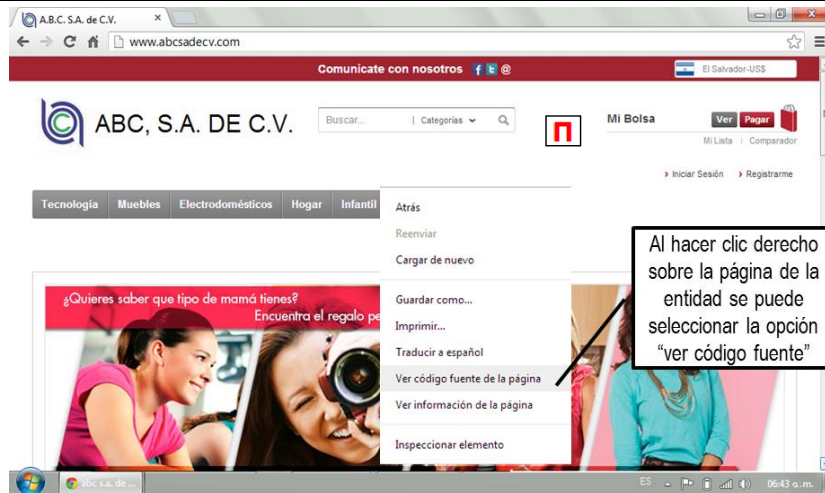 A.B.C. S.A. de C.V.
www.abcsadecv.com
Comunicate con nosotros
@
El Salvador-US$
ABC, S.A. DE C.V.
Buscar...
Categorías
П
Mi Bolsa
Ver
Pagar
Mi Lista | Comparador
Iniciar Sesión
Registrarme
Tecnología
Muebles
Electrodomésticos
Hogar
Infantil
Atrás
Reenviar
Cargar de nuevo
Guardar como...
Imprimir...
Traducir a español
Ver código fuente de la página
Ver información de la página
Inspeccionar elemento
Al hacer clic derecho
sobre la página de la
entidad se puede
seleccionar la opción
“ver código fuente”
¿Quieres saber que tipo de mamá tienes?
Encuentra el regalo pe
abc s.a. de ...
ES
06:43 a.m.